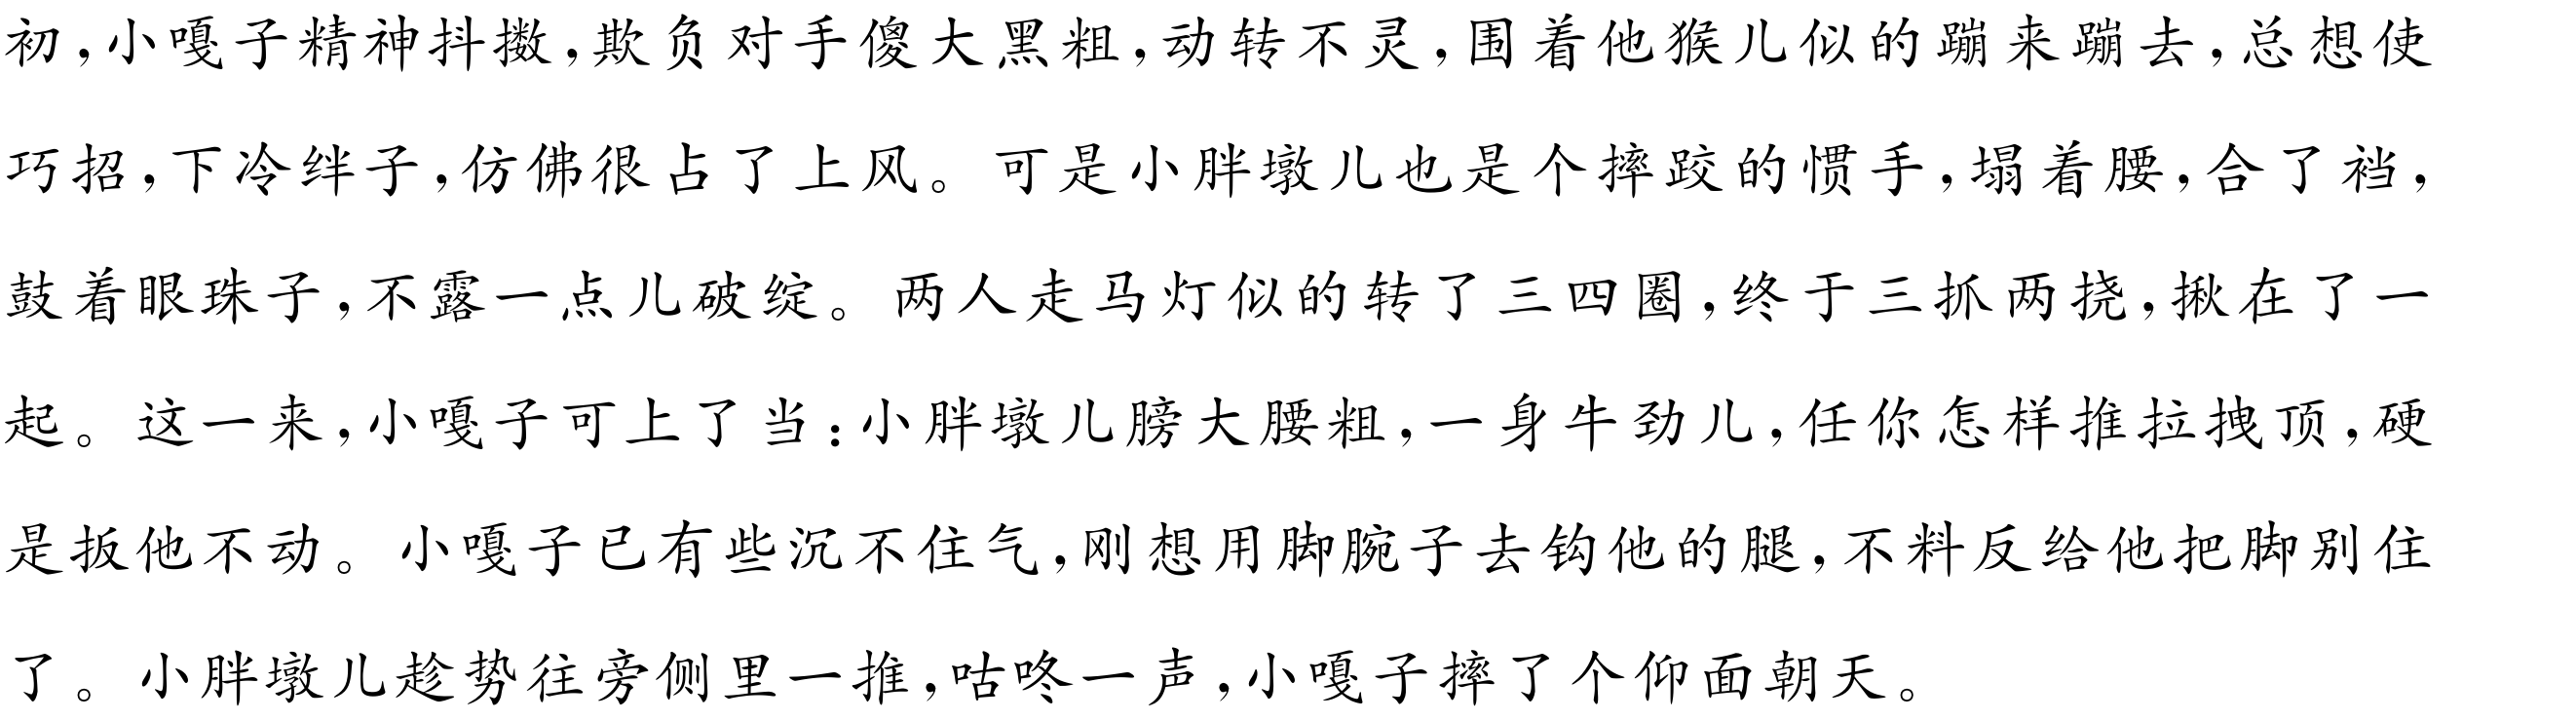 初，小嘎子精神抖擞，欺负对手傻大黑粗，动转不灵，围着他猴儿似的蹦来蹦去，总想使
巧招，下冷绊子，仿佛很占了上风。可是小胖墩儿也是个摔跤的惯手，塌着腰，合了裆，
鼓着眼珠子，不露一点儿破绽。两人走马灯似的转了三四圈，终于三抓两挠，揪在了一
起。这一来，小嘎子可上了当：小胖墩儿膀大腰粗，一身牛劲儿，任你怎样推拉拽顶，硬
是扳他不动。小嘎子已有些沉不住气，刚想用脚腕子去钩他的腿，不料反给他把脚别住
了。小胖墩儿趁势往旁侧里一推，咕咚一声，小嘎子摔了个仰面朝天。